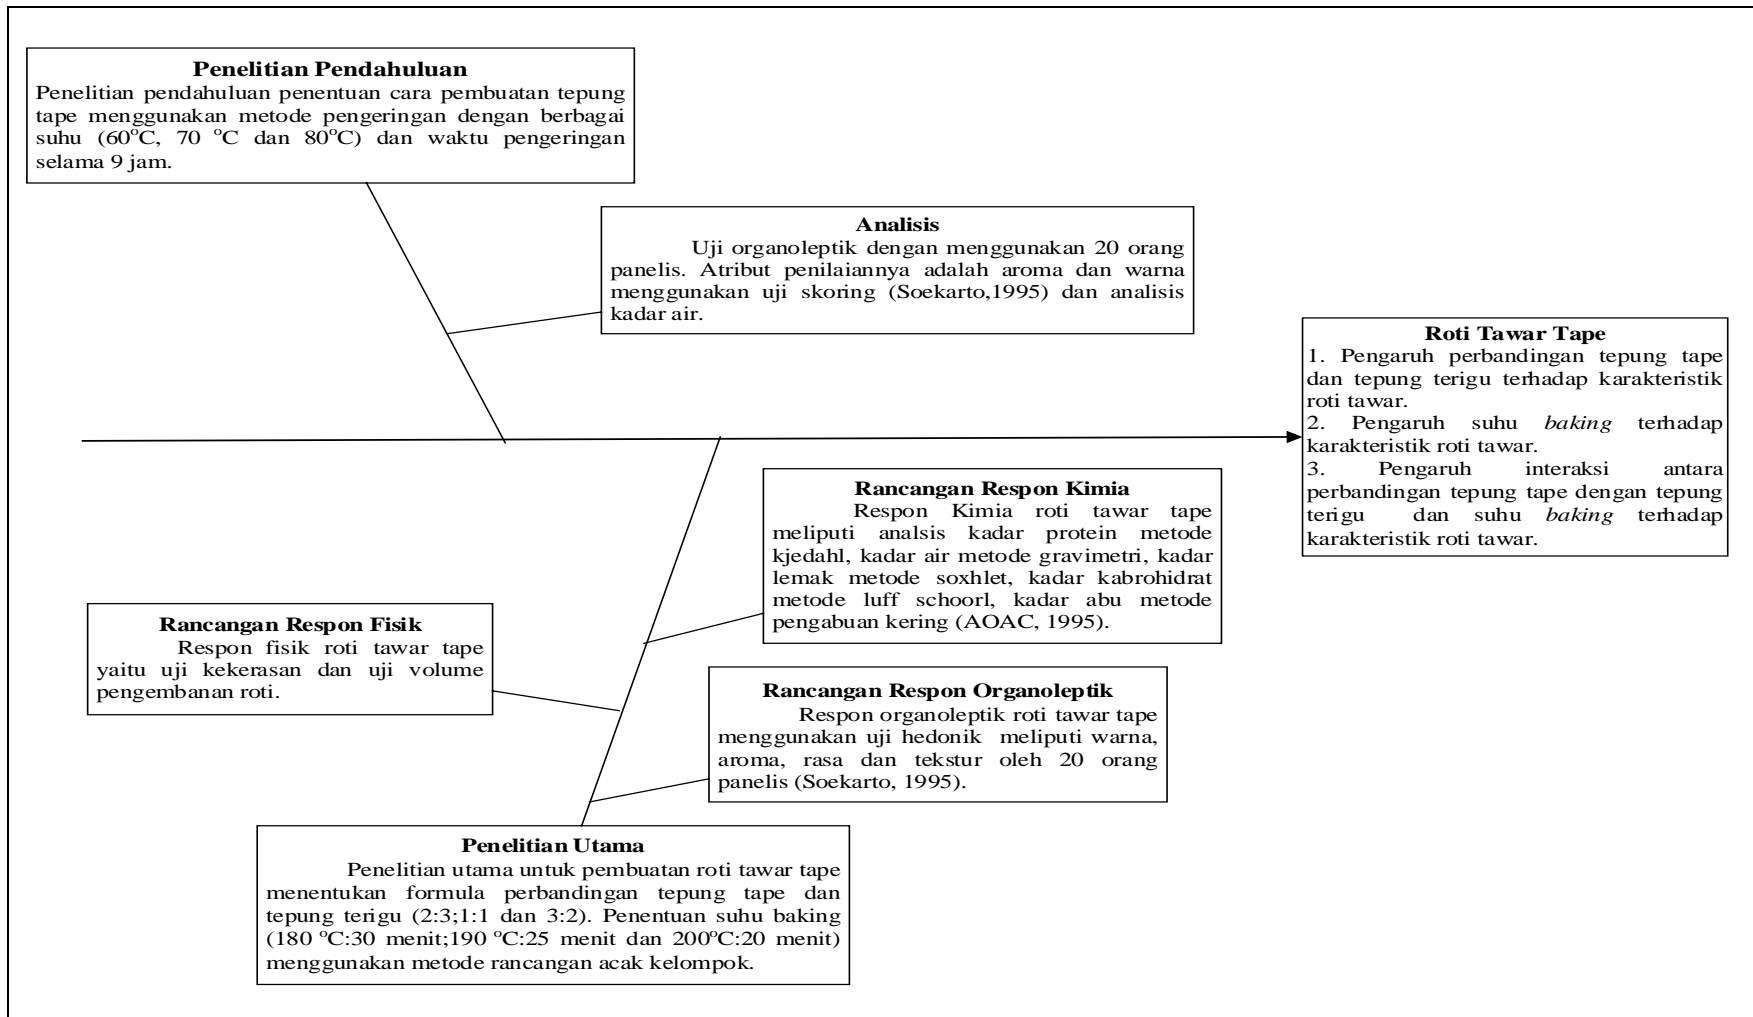 Penelitian Pendahuluan
Penelitian pendahuluan penentuan cara pembuatan tepung
tape menggunakan metode pengeringan dengan berbagai
suhu (60°C, 70 °C dan 80°C) dan waktu pengeringan
selama 9 jam.
Analisis
Uji organoleptik dengan menggunakan 20 orang
panelis. Atribut penilaiannya adalah aroma dan warna
menggunakan uji skoring (Soekarto,1995) dan analisis
kadar air.
Roti Tawar Tape
1. Pengaruh perbandingan tepung tape
dan tepung terigu terhadap karakteristik
roti tawar.
2. Pengaruh suhu baking terhadap
karakteristik roti tawar.
3. Pengaruh interaksi antara
perbandingan tepung tape dengan tepung
terigu dan suhu baking terhadap
karakteristik roti tawar.
Rancangan Respon Kimia
Respon Kimia roti tawar tape
meliputi analsis kadar protein metode
kjedahl, kadar air metode gravimetri, kadar
lemak metode soxhlet, kadar kabrohidrat
metode luff schoorl, kadar abu metode
pengabuan kering (AOAC, 1995).
Rancangan Respon Fisik
Respon fisik roti tawar tape
yaitu uji kekerasan dan uji volume
pengembanan roti.
Rancangan Respon Organoleptik
Respon organoleptik roti tawar tape
menggunakan uji hedonik meliputi warna,
aroma, rasa dan tekstur oleh 20 orang
panelis (Soekarto, 1995).
Penelitian Utama
Penelitian utama untuk pembuatan roti tawar tape
menentukan formula perbandingan tepung tape dan
tepung terigu (2:3;1:1 dan 3:2). Penentuan suhu baking
(180 °C:30 menit;190 °C:25 menit dan 200°C:20 menit)
menggunakan metode rancangan acak kelompok.